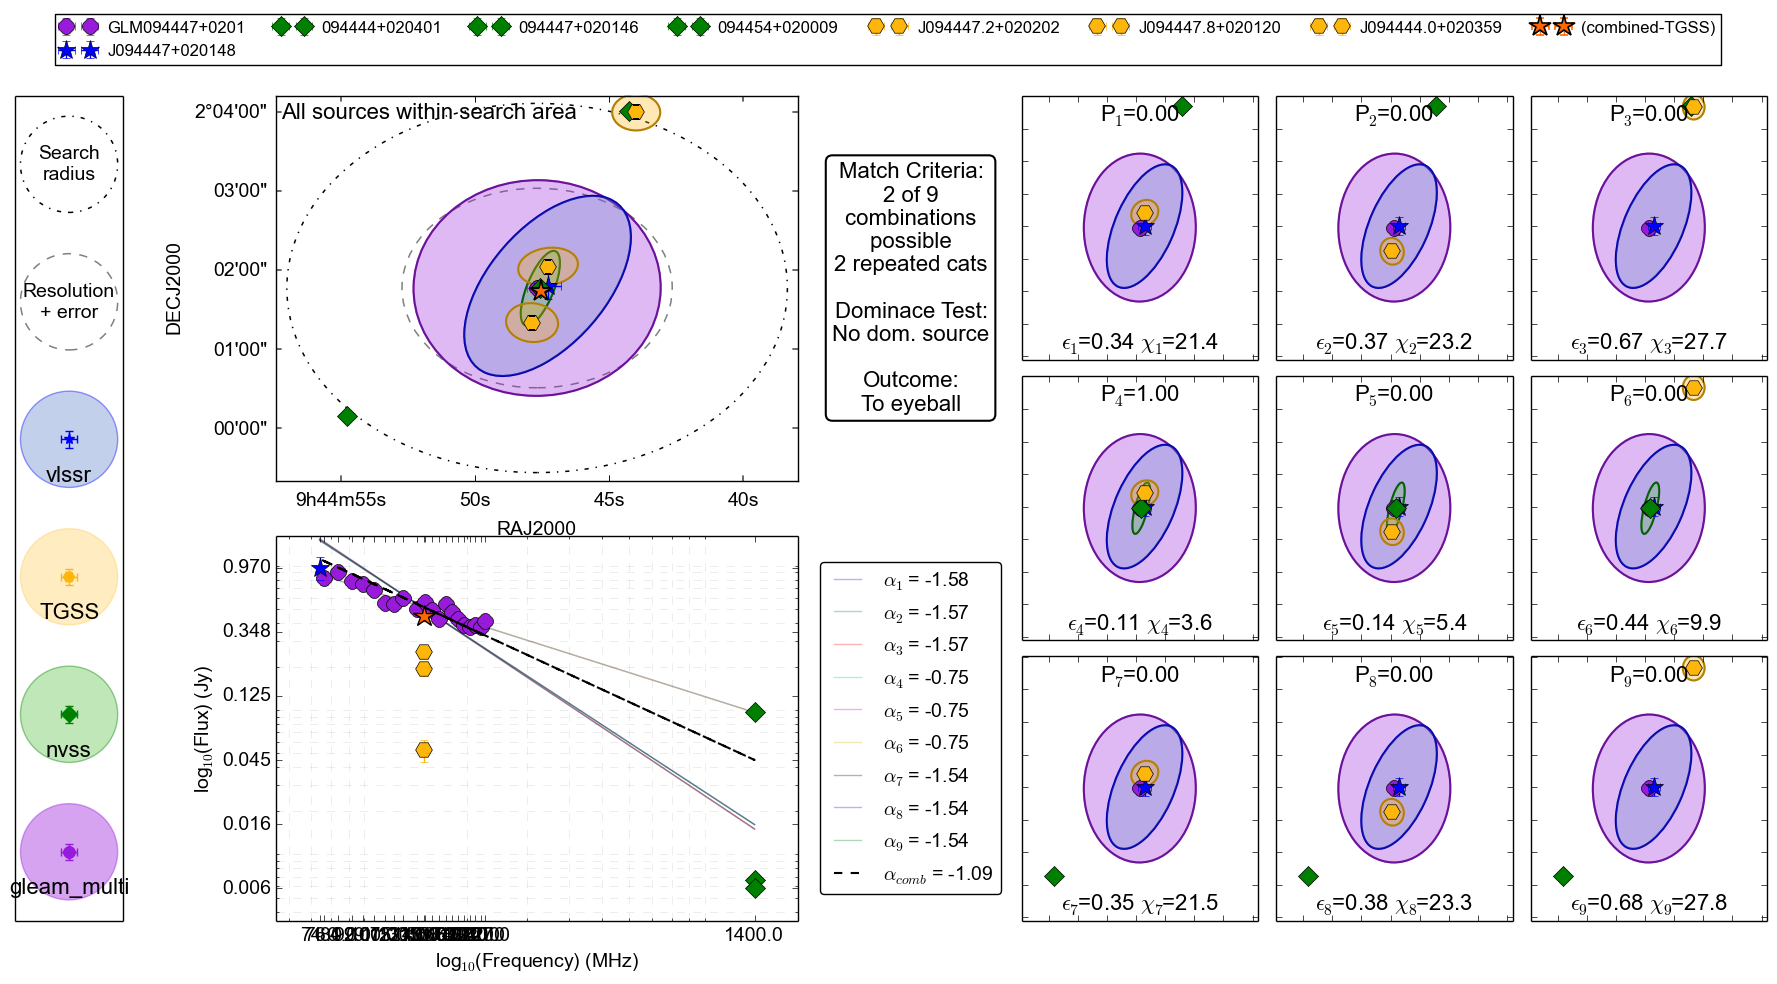 GLM094447+0201 094444+020401 094447+020146 094454+020009 J094447.2+020202 J094447.8+020120 J094444.0+020359 (combined-TGSS)
J094447+020148
Search
radius
Resolution
+ error
vlssr
TGSS
nvss
gleam_multi
All sources within search area
DECJ2000
2°04'00"
03'00"
02'00"
01'00"
00'00"
9h44m55s 50s 45s 40s
RAJ2000
Match Criteria:
2 of 9
combinations
possible
2 repeated cats
Dominace Test:
No dom. source
Outcome:
To eyeball
log₁₀(Flux) (Jy)
0.970
0.348
0.125
0.045
0.016
0.006
1400.0
log₁₀(Frequency) (MHz)
α₁ = -1.58
α₂ = -1.57
α₃ = -1.57
α₄ = -0.75
α₅ = -0.75
α₆ = -0.75
α₇ = -1.54
α₈ = -1.54
α₉ = -1.54
α_comb = -1.09
P₁=0.00
ϵ₁=0.34 χ₁=21.4
P₂=0.00
ϵ₂=0.37 χ₂=23.2
P₃=0.00
ϵ₃=0.67 χ₃=27.7
P₄=1.00
ϵ₄=0.11 χ₄=3.6
P₅=0.00
ϵ₅=0.14 χ₅=5.4
P₆=0.00
ϵ₆=0.44 χ₆=9.9
P₇=0.00
ϵ₇=0.35 χ₇=21.5
P₈=0.00
ϵ₈=0.38 χ₈=23.3
P₉=0.00
ϵ₉=0.68 χ₉=27.8